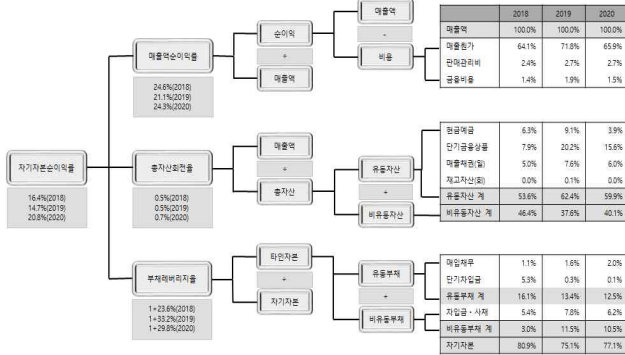 매출액
순이익
-
매출액순이익률
÷
비용
매출액
24.6%(2018)
21.1%(2019)
24.3%(2020)
2018 2019 2020
매출액 100.0% 100.0% 100.0%
매출원가 64.1% 71.8% 65.9%
판매관리비 2.4% 2.7% 2.7%
금융비용 1.4% 1.9% 1.5%
자기자본순이익률
16.4%(2018)
14.7%(2019)
20.8%(2020)
매출액
총자산회전율
÷
총자산
0.5%(2018)
0.5%(2019)
0.7%(2020)
유동자산
+
비유동자산
현금예금 6.3% 9.1% 3.9%
단기금융상품 7.9% 20.2% 15.6%
매출채권(일) 5.0% 7.6% 6.0%
재고자산(회) 0.0% 0.1% 0.0%
유동자산 계 53.6% 62.4% 59.9%
비유동자산 계 46.4% 37.6% 40.1%
타인자본
부채레버리지율
÷
자기자본
1+23.6%(2018)
1+33.2%(2019)
1+29.8%(2020)
유동부채
+
비유동부채
매입채무 1.1% 1.6% 2.0%
단기차입금 5.3% 0.3% 0.1%
유동부채 계 16.1% 13.4% 12.5%
차입금·사채 5.4% 7.8% 6.2%
비유동부채 계 3.0% 11.5% 10.5%
자기자본 80.9% 75.1% 77.1%